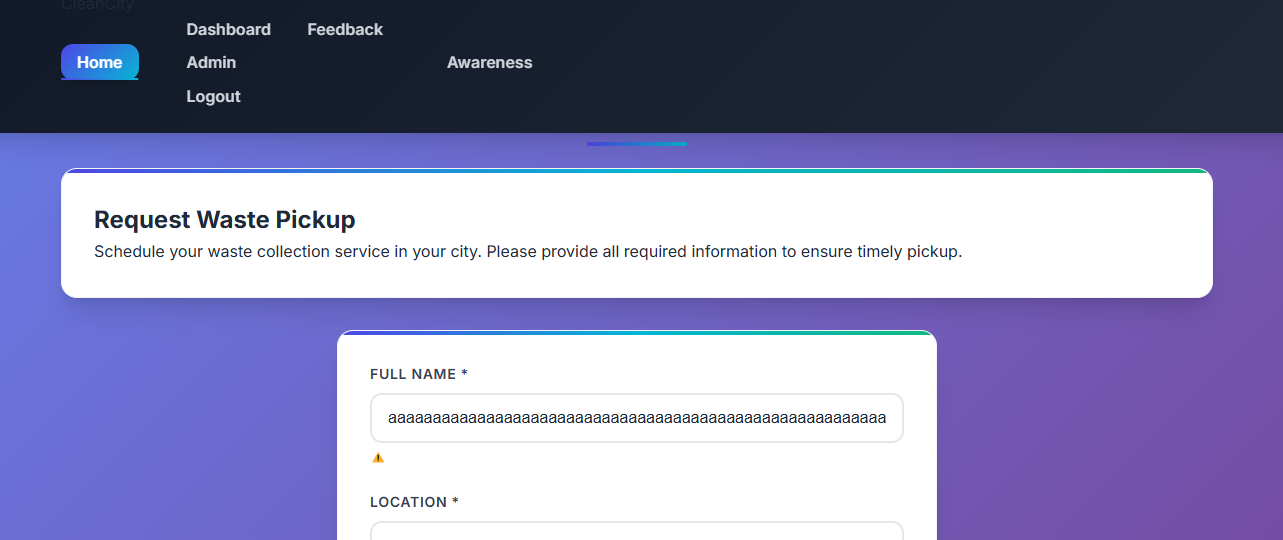 CleanCity
Dashboard Feedback
Home Admin Awareness
Logout
Request Waste Pickup
Schedule your waste collection service in your city. Please provide all required information to ensure timely pickup.
FULL NAME *
aaaaaaaaaaaaaaaaaaaaaaaaaaaaaaaaaaaaaaaaaaaaaaaaaaaaaaaa
LOCATION *